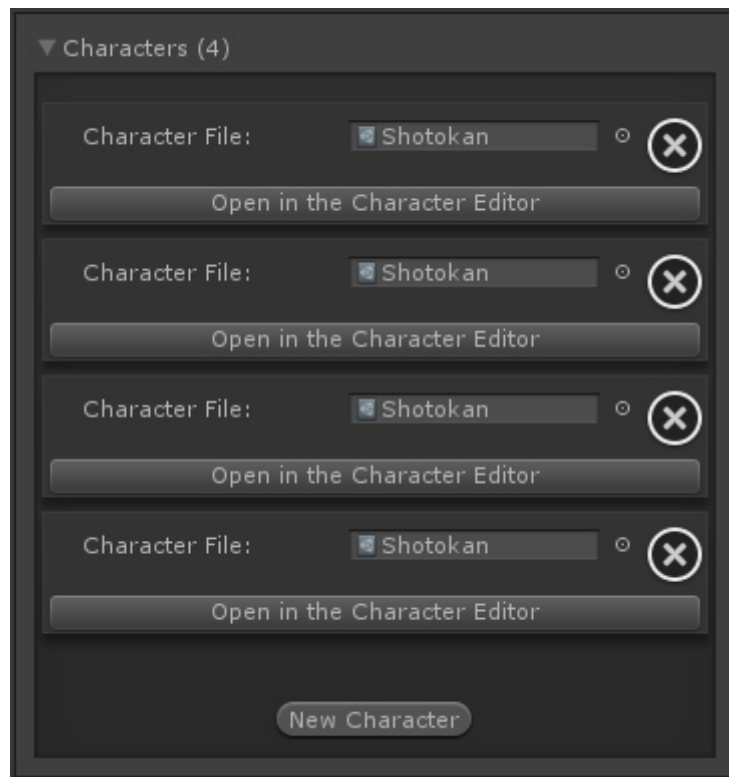 Characters (4)
Character File: Shotokan
Open in the Character Editor
Character File: Shotokan
Open in the Character Editor
Character File: Shotokan
Open in the Character Editor
Character File: Shotokan
Open in the Character Editor
New Character